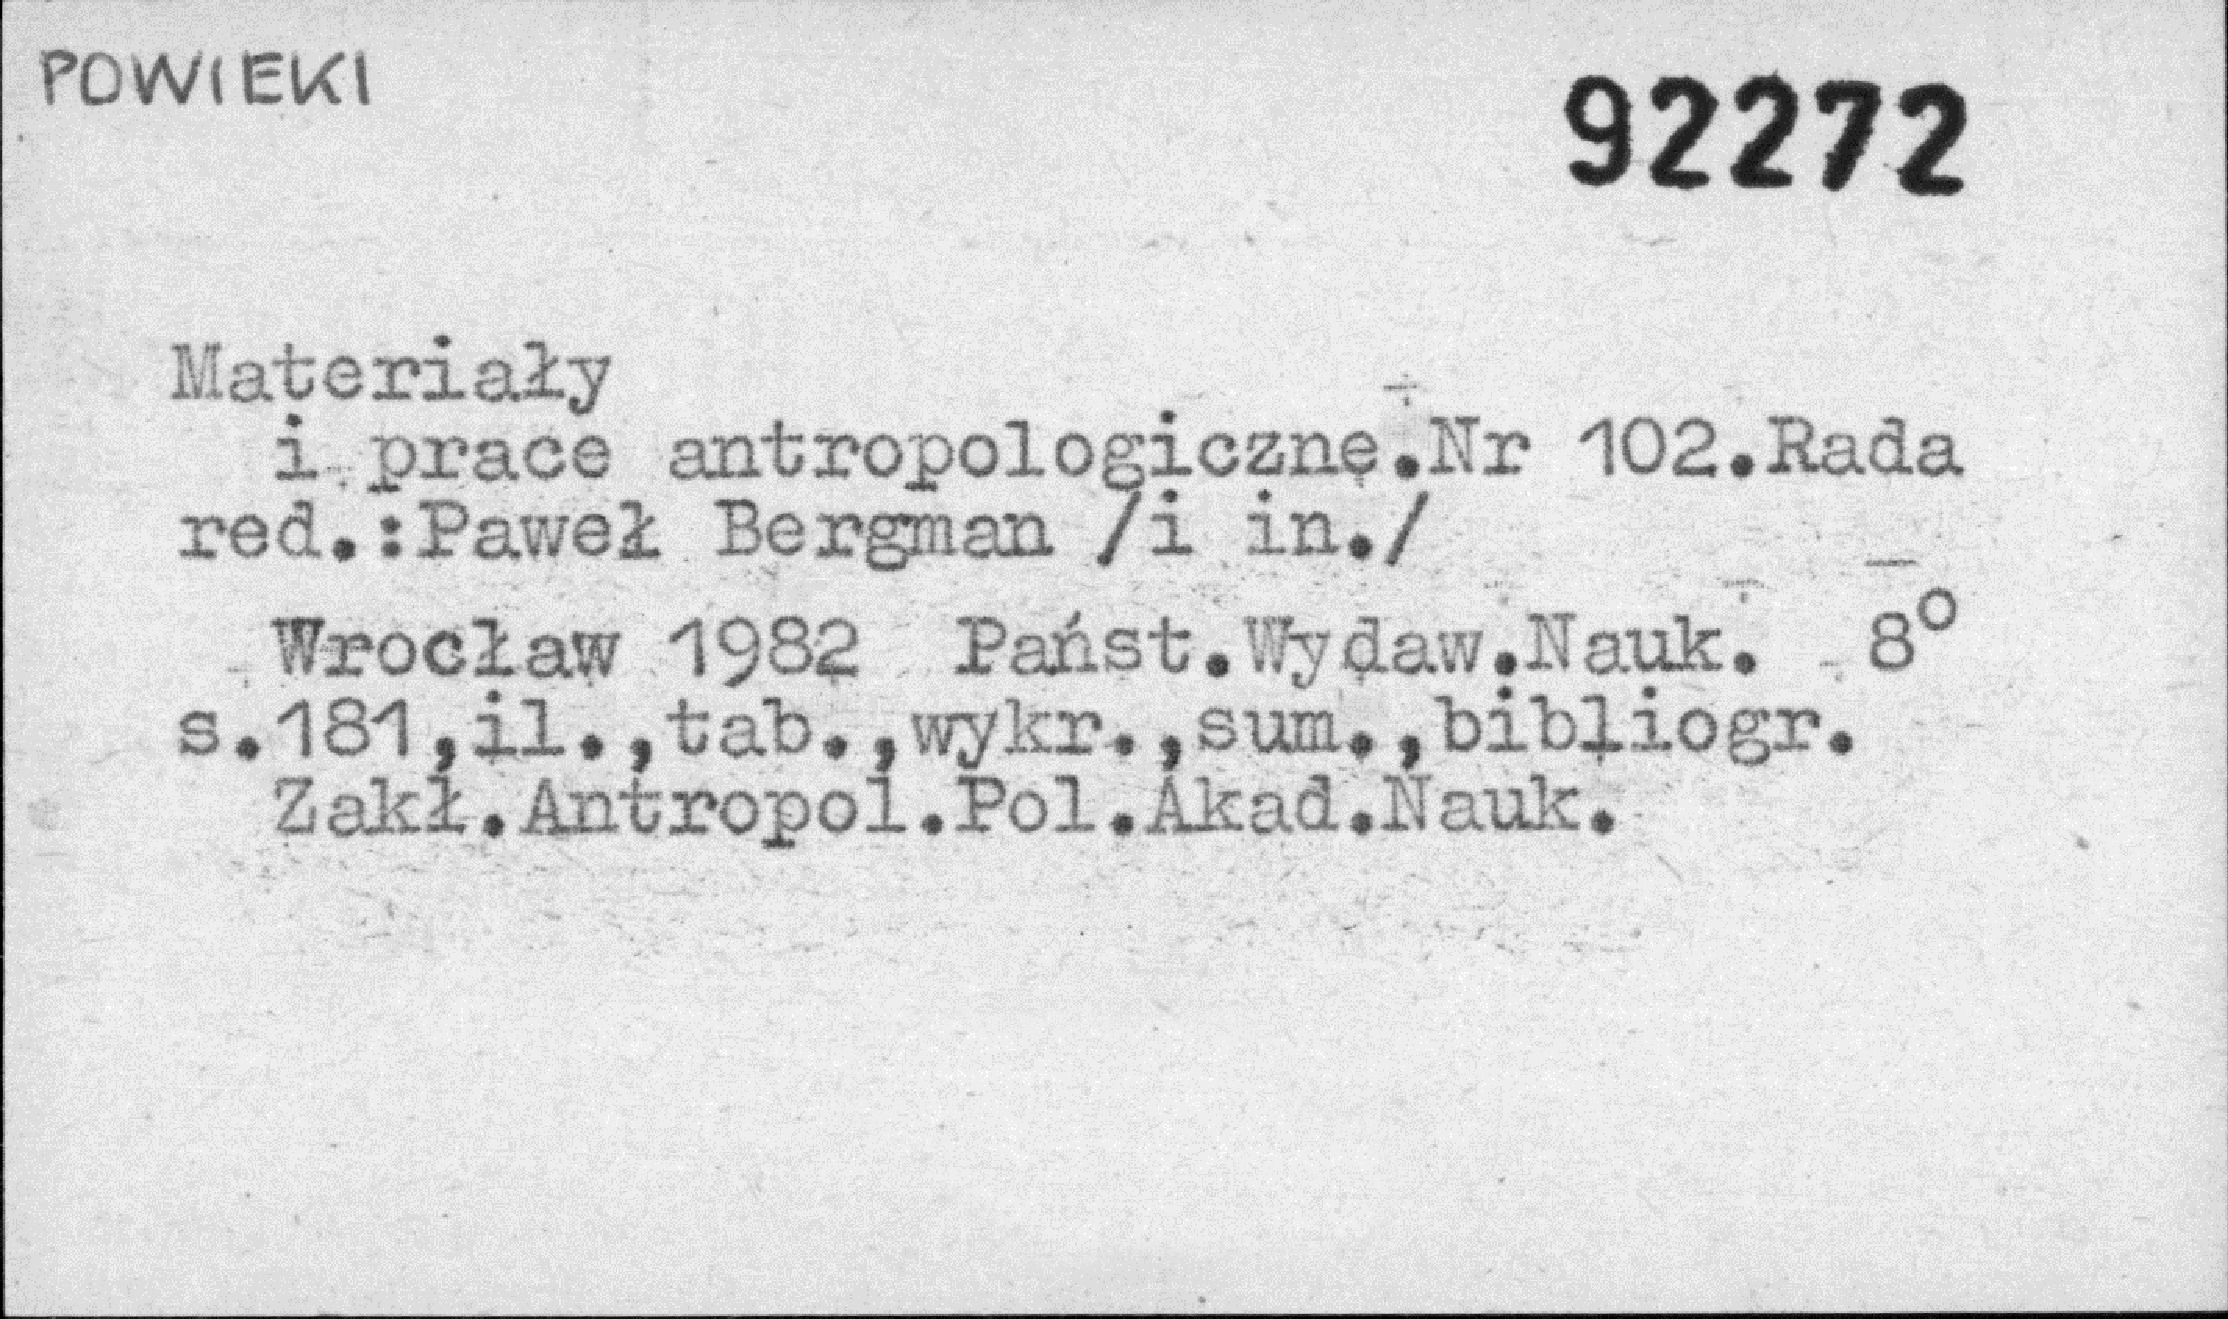 POWIEKI
92272
Materiały
i prace antropologiczne.Nr 102.Rada
red.:Paweł Bergman /i in./
Wrocław 1982 Państ.Wydaw.Nauk. 8º
s.181,il.,tab.,wykr.,sum.,bibliogr.
Zakł.Antropol.Pol.Akad.Nauk.